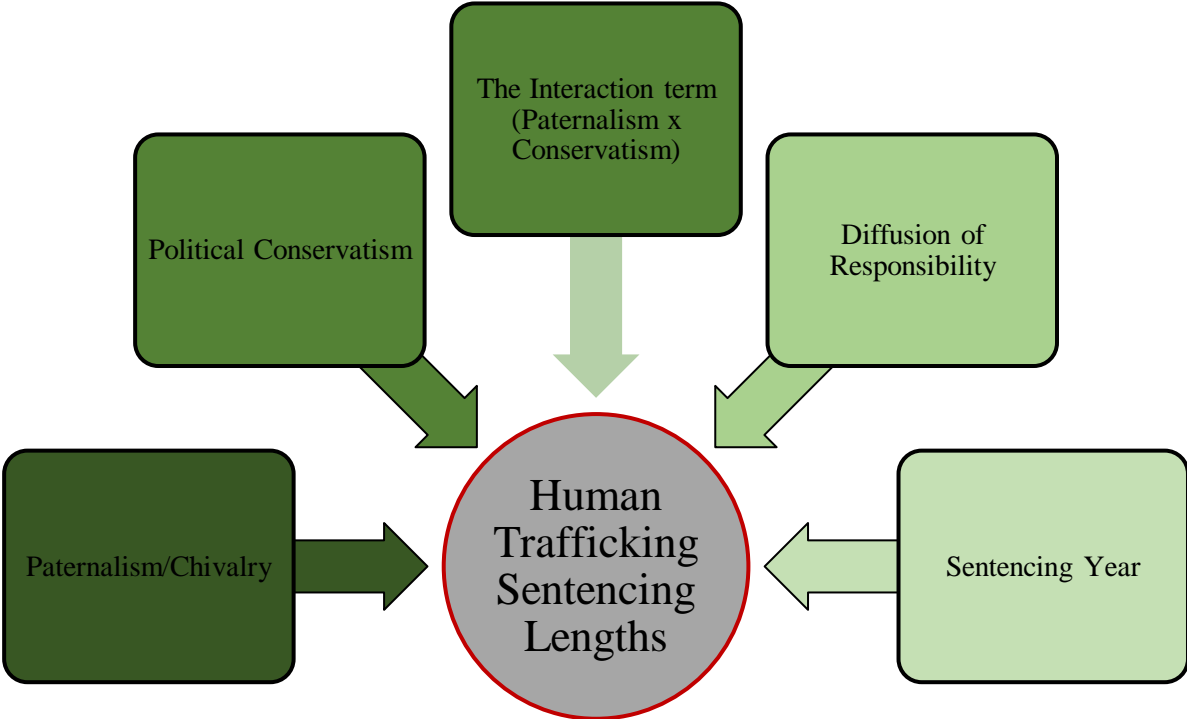 The Interaction term
(Paternalism x
Conservatism)
Political Conservatism
Diffusion of
Responsibility
Paternalism/Chivalry
Human
Trafficking
Sentencing
Lengths
Sentencing Year